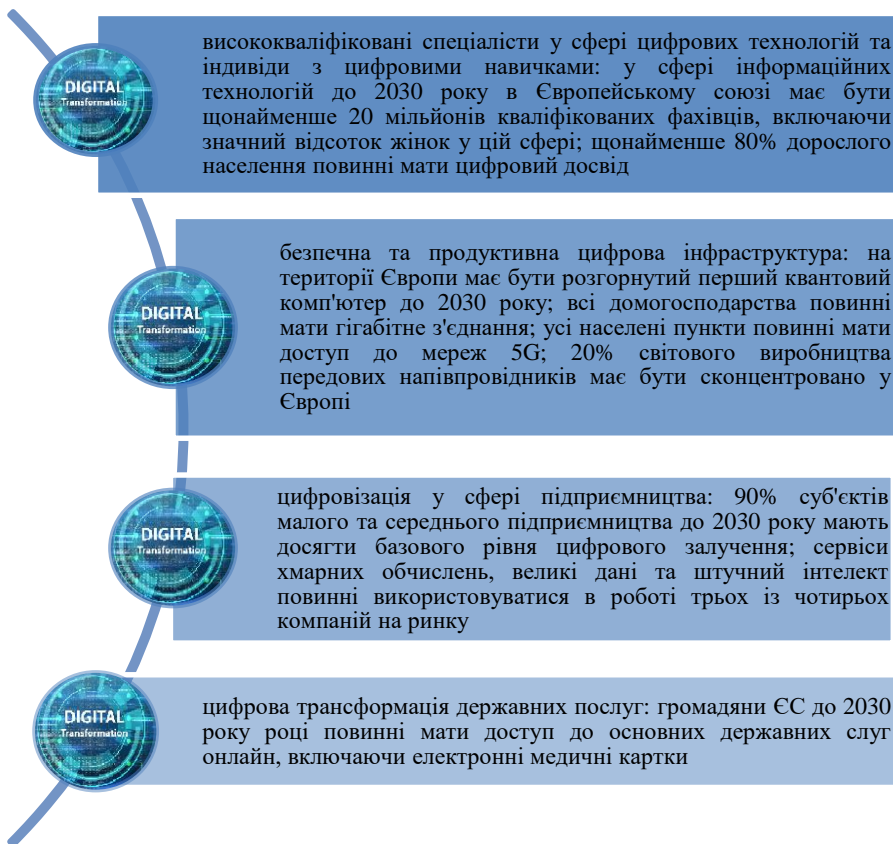 DIGITAL
Transformation
висококваліфіковані спеціалісти у сфері цифрових технологій та
індивіди з цифровими навичками: у сфері інформаційних
технологій до 2030 року в Європейському союзі має бути
щонайменше 20 мільйонів кваліфікованих фахівців, включаючи
значний відсоток жінок у цій сфері; щонайменше 80% дорослого
населення повинні мати цифровий досвід
DIGITAL
Transformation
безпечна та продуктивна цифрова інфраструктура: на
території Європи має бути розгорнутий перший квантовий
комп'ютер до 2030 року; всі домогосподарства повинні
мати гігабітне з'єднання; усі населені пункти повинні мати
доступ до мереж 5G; 20% світового виробництва
передових напівпровідників має бути сконцентровано у
Європі
DIGITAL
Transformation
цифровізація у сфері підприємництва: 90% суб'єктів
малого та середнього підприємництва до 2030 року мають
досягти базового рівня цифрового залучення; сервіси
хмарних обчислень, великі дані та штучний інтелект
повинні використовуватися в роботі трьох із чотирьох
компаній на ринку
DIGITAL
Transformation
цифрова трансформація державних послуг: громадяни ЄС до 2030
року році повинні мати доступ до основних державних слуг
онлайн, включаючи електронні медичні картки